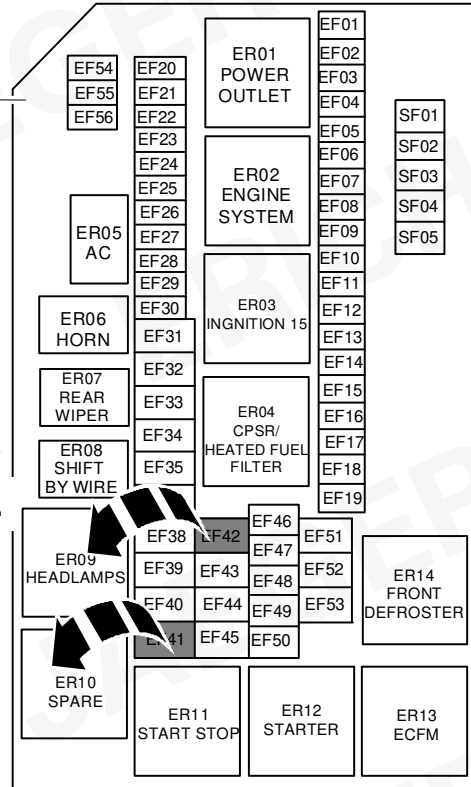 EF54
EF55
EF56
EF20
EF21
EF22
EF23
EF24
EF25
EF26
EF27
EF28
EF29
EF30
EF31
EF32
EF33
EF34
EF35
ER01
POWER
OUTLET
ER02
ENGINE
SYSTEM
ER03
INGNITION 15
ER04
CPSR/
HEATED FUEL
FILTER
EF01
EF02
EF03
EF04
EF05
EF06
EF07
EF08
EF09
EF10
EF11
EF12
EF13
EF14
EF15
EF16
EF17
EF18
EF19
SF01
SF02
SF03
SF04
SF05
ER05
AC
ER06
HORN
ER07
REAR
WIPER
ER08
SHIFT
BY WIRE
ER09
HEADLAMPS
ER10
SPARE
EF38
EF39
EF40
EF41
EF42
EF43
EF44
EF45
EF46
EF47
EF48
EF49
EF50
EF51
EF52
EF53
ER14
FRONT
DEFROSTER
ER11
START STOP
ER12
STARTER
ER13
ECFM